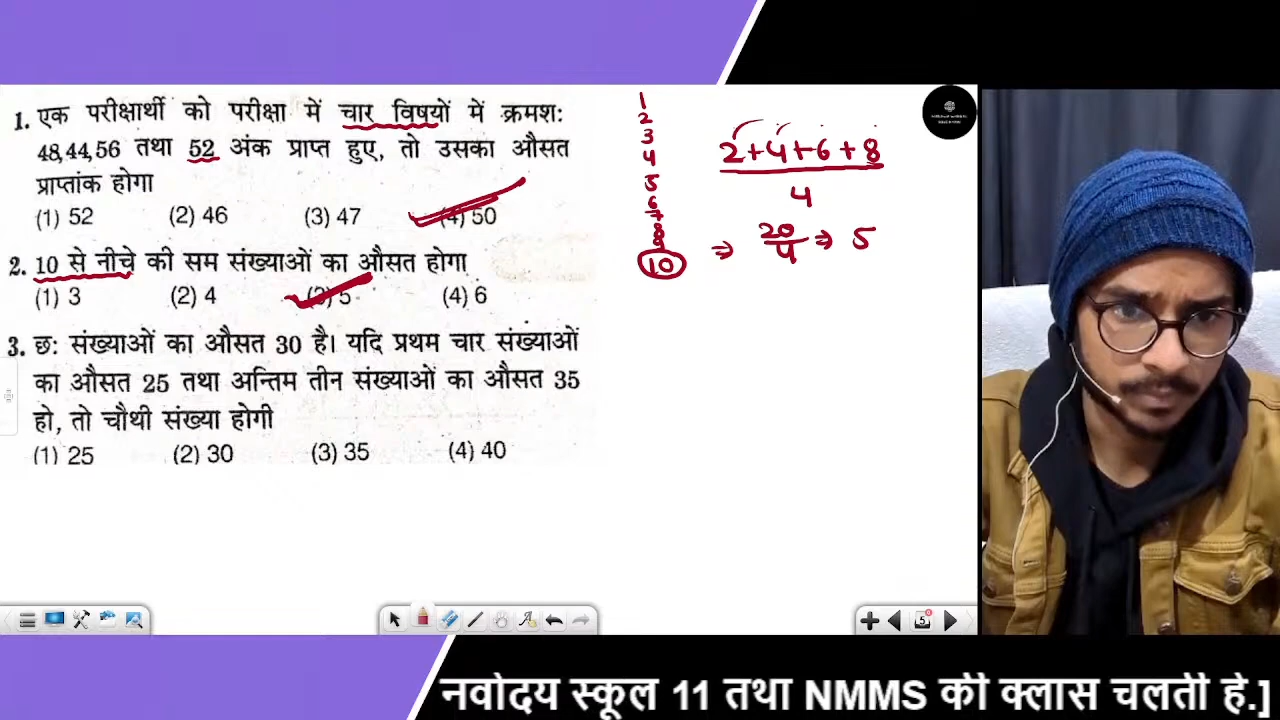 1. एक परीक्षार्थी को परीक्षा में चार विषयों में क्रमश:
48,44,56 तथा 52 अंक प्राप्त हुए, तो उसका औसत
प्राप्तांक होगा
(1) 52 (2) 46 (3) 47 (4) 50
2. 10 से नीचे की सम संख्याओं का औसत होगा
(1) 3 (2) 4 (3) 5 (4) 6
3. छ: संख्याओं का औसत 30 है। यदि प्रथम चार संख्याओं
का औसत 25 तथा अन्तिम तीन संख्याओं का औसत 35
हो, तो चौथी संख्या होगी
(1) 25 (2) 30 (3) 35 (4) 40
1
2
3
4
5
6
7
8
10
2+4+6+8
4
⇒ 20/4 ⇒ 5
5
नवोदय स्कूल 11 तथा NMMS की क्लास चलती है.]